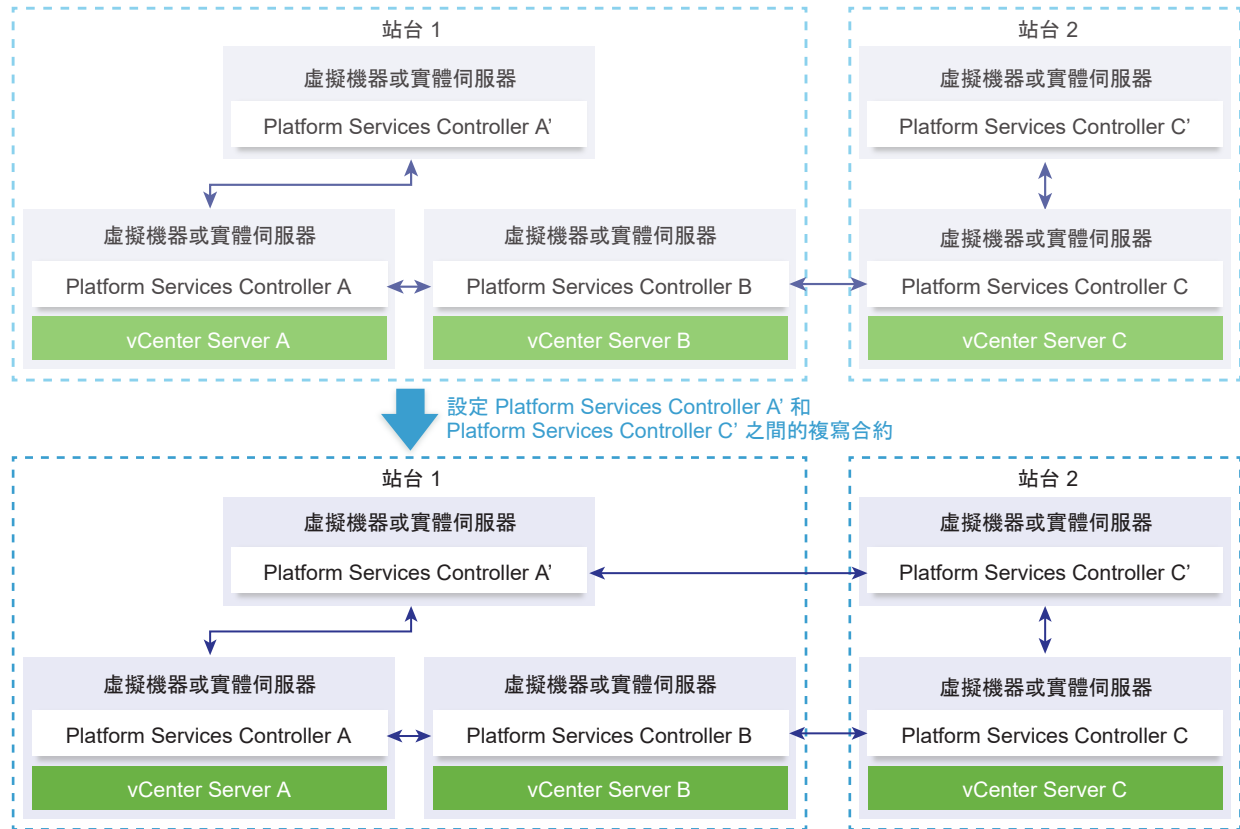 站台 1
站台 2
虛擬機器或實體伺服器
Platform Services Controller A’
虛擬機器或實體伺服器
Platform Services Controller C’
虛擬機器或實體伺服器
Platform Services Controller A
vCenter Server A
虛擬機器或實體伺服器
Platform Services Controller B
vCenter Server B
虛擬機器或實體伺服器
Platform Services Controller C
vCenter Server C
設定 Platform Services Controller A’ 和
Platform Services Controller C’ 之間的複寫合約
站台 1
站台 2
虛擬機器或實體伺服器
Platform Services Controller A’
虛擬機器或實體伺服器
Platform Services Controller C’
虛擬機器或實體伺服器
Platform Services Controller A
vCenter Server A
虛擬機器或實體伺服器
Platform Services Controller B
vCenter Server B
虛擬機器或實體伺服器
Platform Services Controller C
vCenter Server C